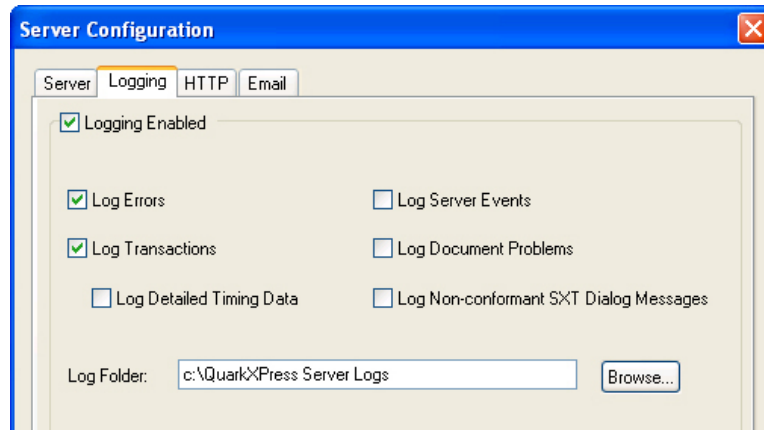 Server Configuration
Server Logging HTTP Email
Logging Enabled
Log Errors Log Server Events
Log Transactions Log Document Problems
Log Detailed Timing Data Log Non-conformant SXT Dialog Messages
Log Folder: c:\QuarkXPress Server Logs Browse...